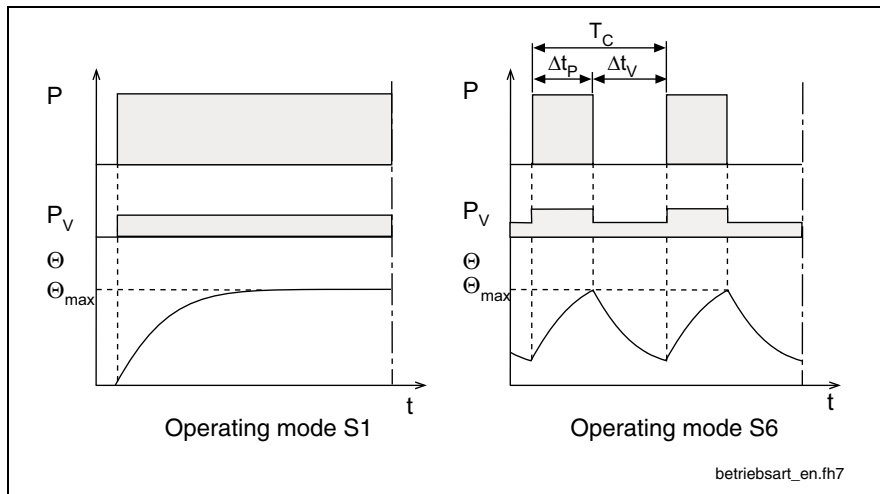 P
P_V
Θ
Θ_max
t
Operating mode S1
T_C
Δt_P Δt_V
P
P_V
Θ
Θ_max
t
Operating mode S6
betriebsart_en.fh7